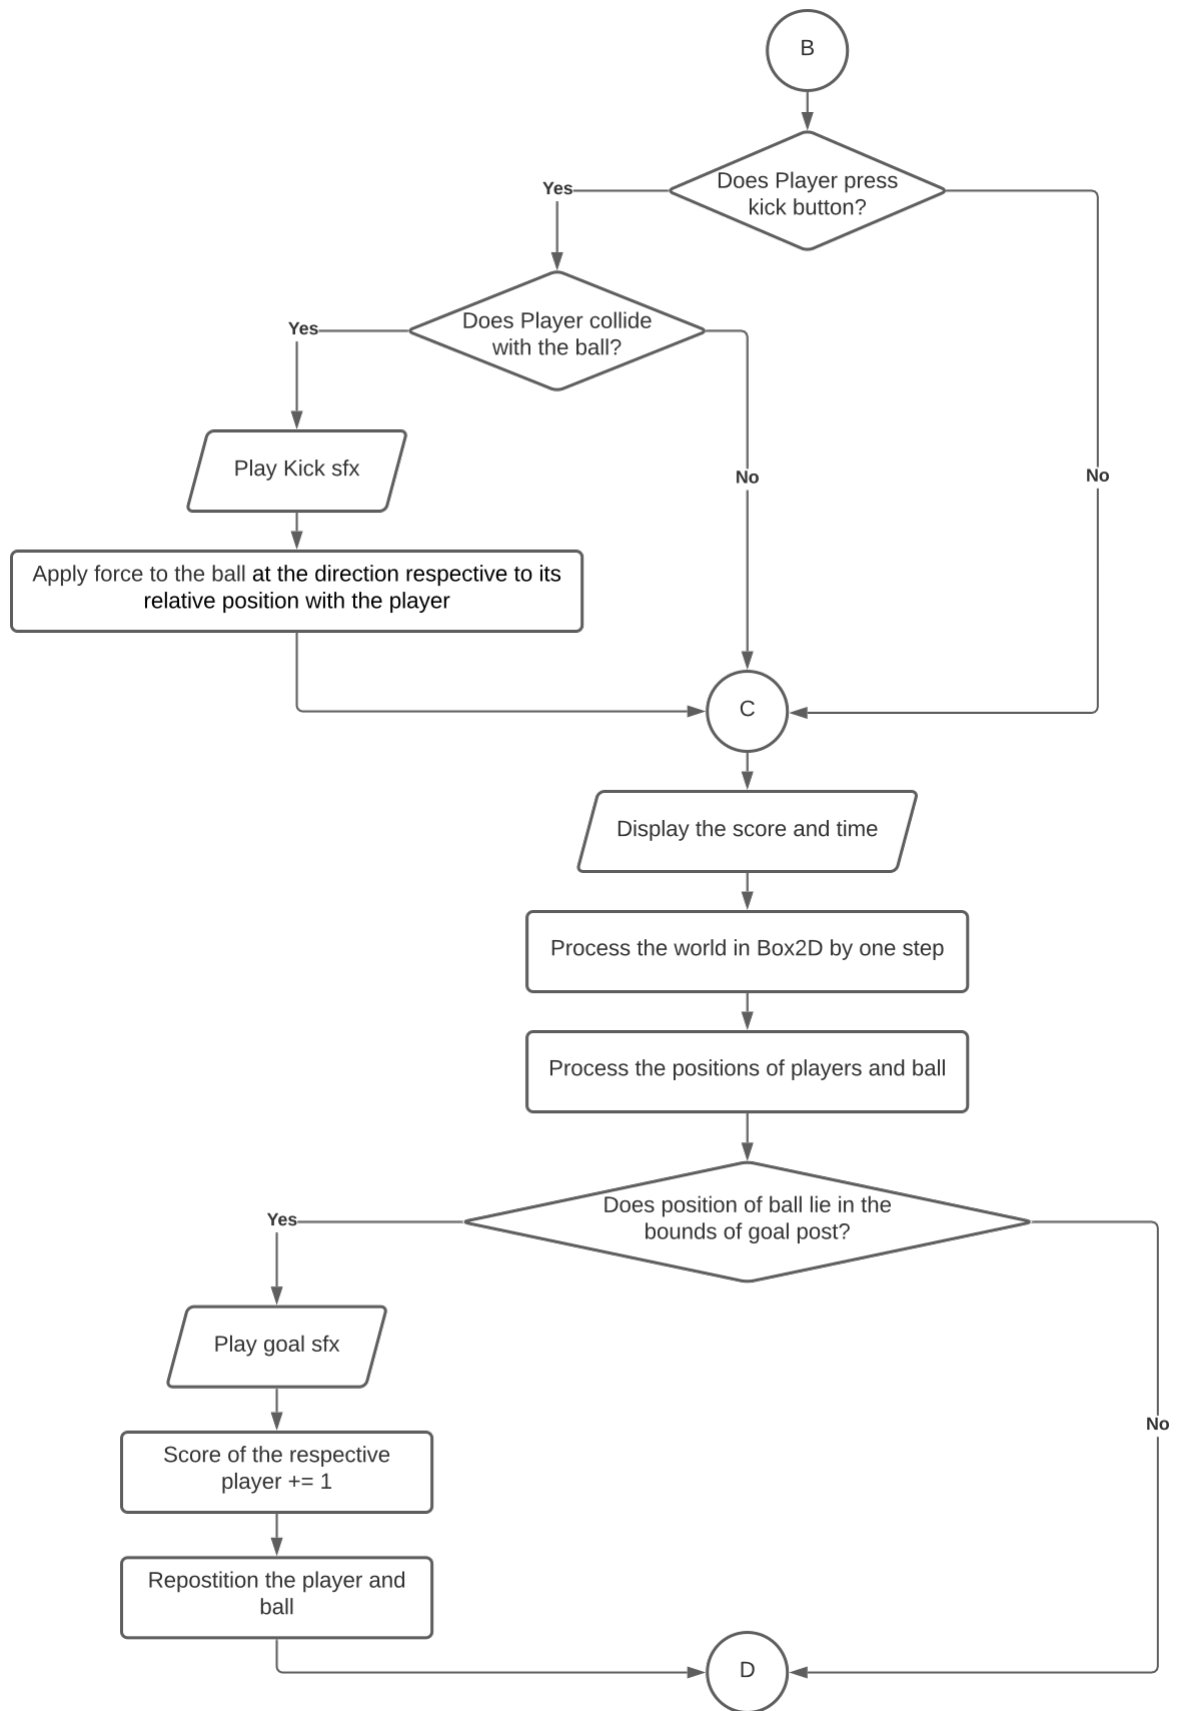 B
Does Player press
kick button?
Yes
Does Player collide
with the ball?
Yes
Play Kick sfx
No
No
Apply force to the ball at the direction respective to its
relative position with the player
C
Display the score and time
Process the world in Box2D by one step
Process the positions of players and ball
Does position of ball lie in the
bounds of goal post?
Yes
Play goal sfx
No
Score of the respective
player += 1
Repostition the player and
ball
D